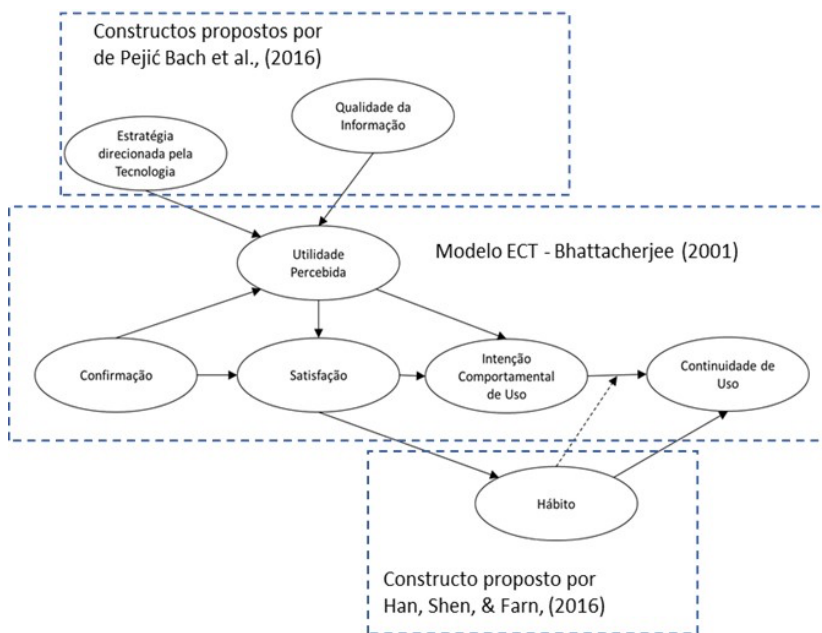 Constructos propostos por
de Pejić Bach et al., (2016)
Qualidade da
Informação
Estratégia
direcionada pela
Tecnologia
Utilidade
Percebida
Modelo ECT - Bhattacherjee (2001)
Confirmação
Satisfação
Intenção
Comportamental
de Uso
Continuidade de
Uso
Hábito
Constructo proposto por
Han, Shen, & Farn, (2016)